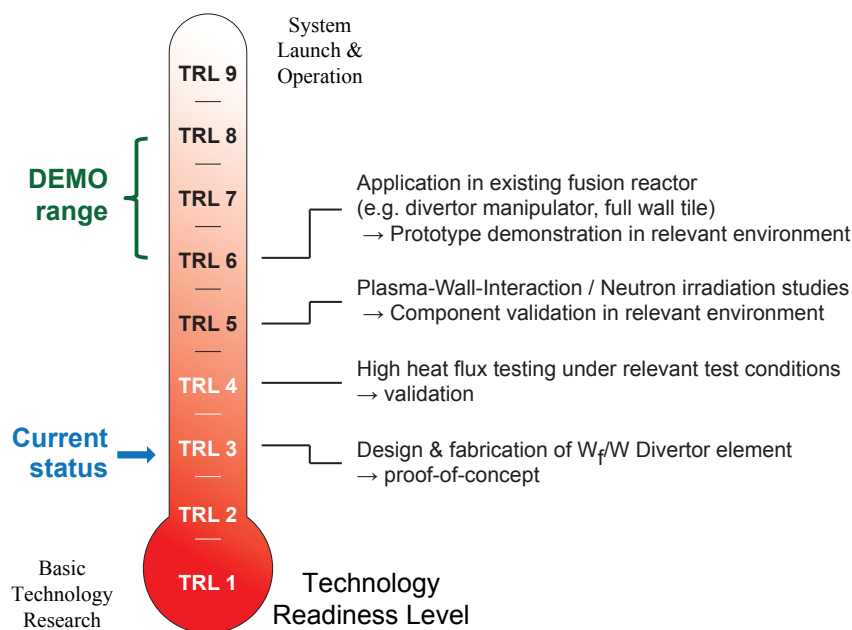 System
Launch &
Operation
TRL 9
TRL 8
DEMO
range
TRL 7
Application in existing fusion reactor
(e.g. divertor manipulator, full wall tile)
→ Prototype demonstration in relevant environment
TRL 6
Plasma-Wall-Interaction / Neutron irradiation studies
→ Component validation in relevant environment
TRL 5
High heat flux testing under relevant test conditions
→ validation
TRL 4
Current
status
TRL 3
Design & fabrication of Wf/W Divertor element
→ proof-of-concept
TRL 2
Basic
Technology
Research
TRL 1
Technology
Readiness Level